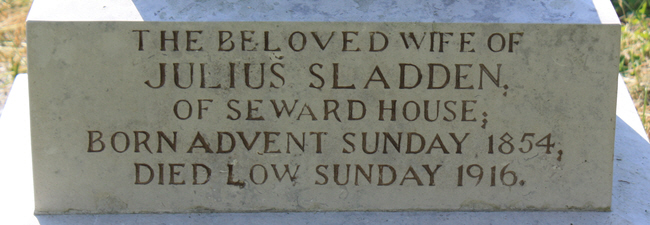 THE BELOVED WIFE OF
JULIUS SLADDEN,
OF SEWARD HOUSE;
BORN ADVENT SUNDAY 1854,
DIED LOW SUNDAY 1916.